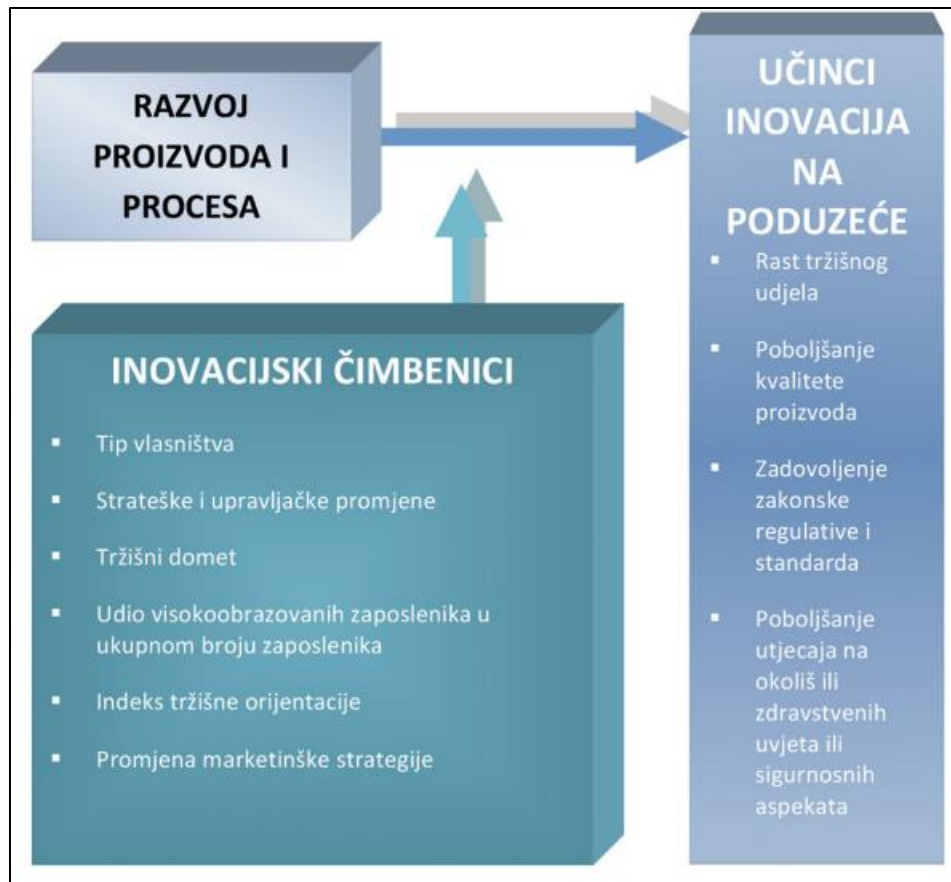 RAZVOJ
PROIZVODA I
PROCESA
INOVACIJSKI ČIMBENICI
▪ Tip vlasništva
▪ Strateške i upravljačke promjene
▪ Tržišni domet
▪ Udio visokoobrazovanih zaposlenika u
ukupnom broju zaposlenika
▪ Indeks tržišne orijentacije
▪ Promjena marketinške strategije
UČINCI
INOVACIJA
NA
PODUZEĆE
▪ Rast tržišnog
udjela
▪ Poboljšanje
kvalitete
proizvoda
▪ Zadovoljenje
zakonske
regulative i
standarda
▪ Poboljšanje
utjecaja na
okoliš ili
zdravstvenih
uvjeta ili
sigurnosnih
aspekata